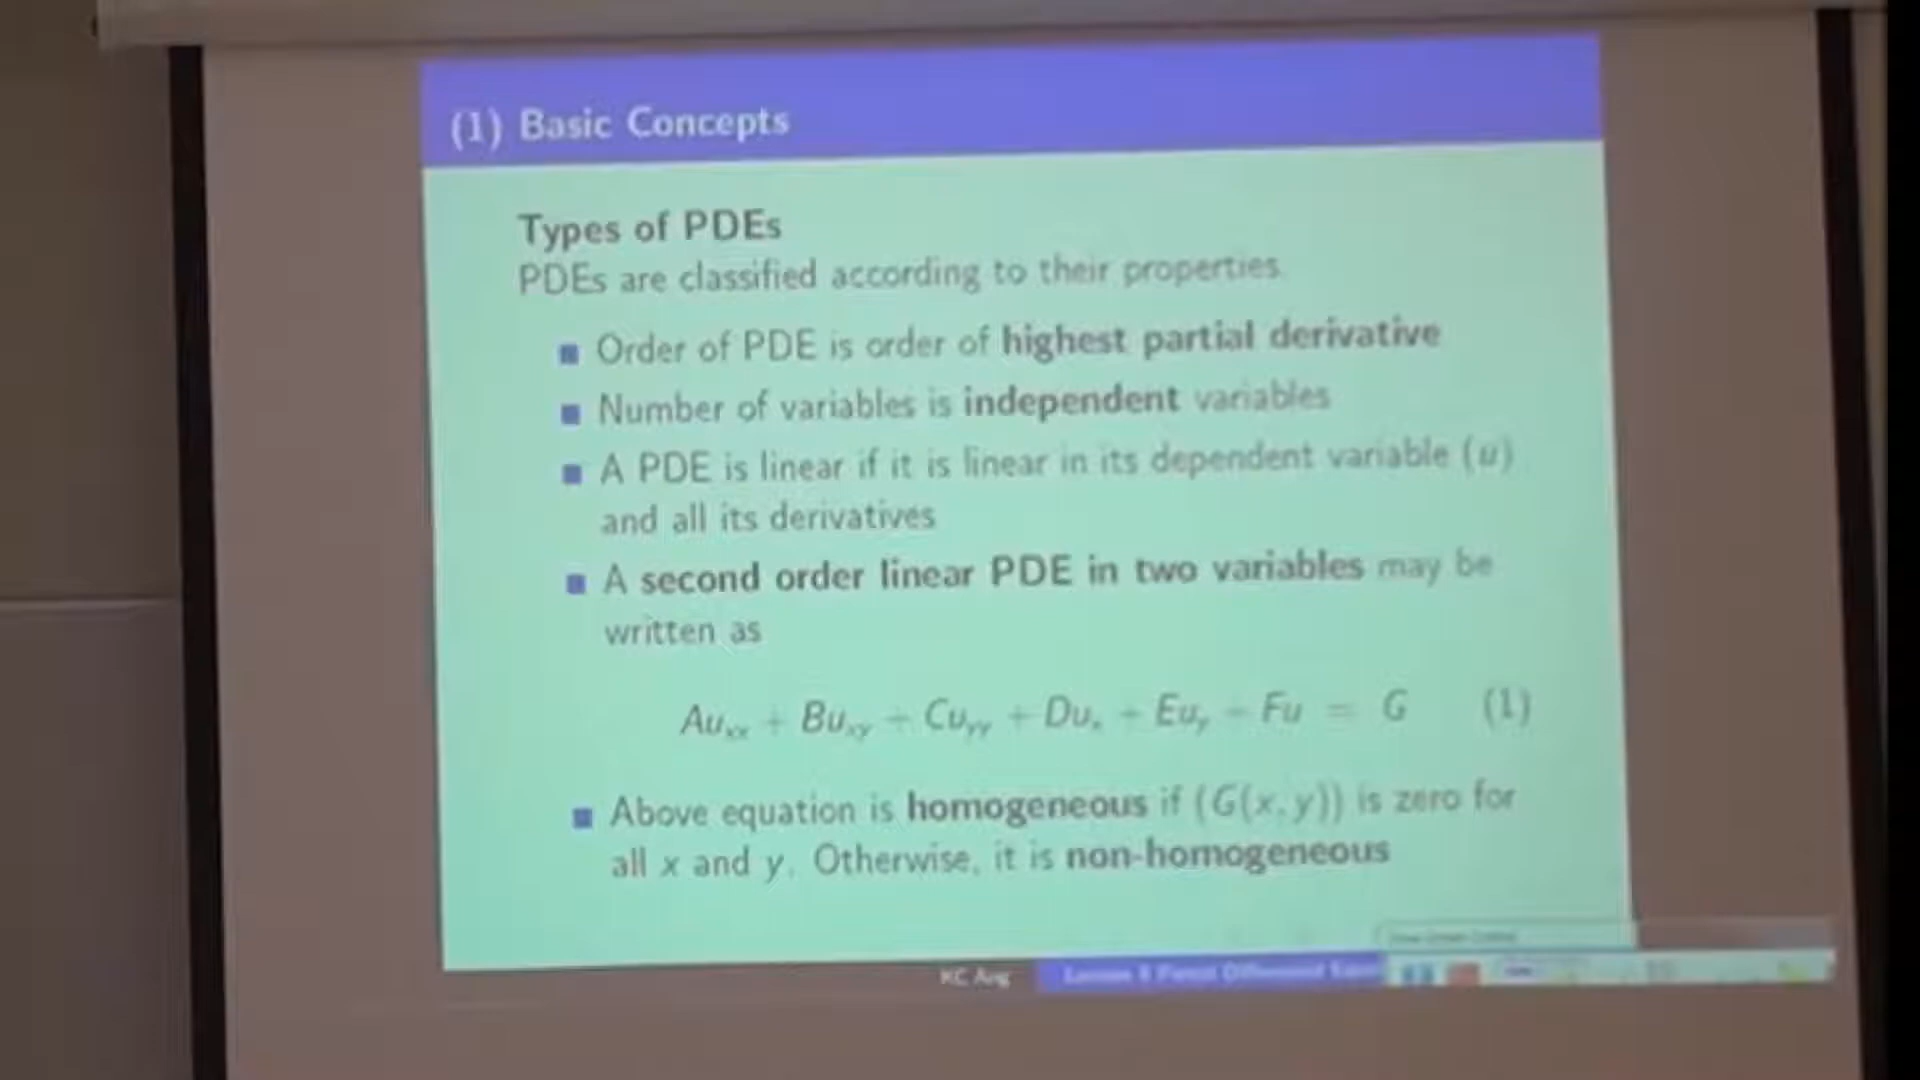 (1) Basic Concepts
Types of PDEs
PDEs are classified according to their properties
■ Order of PDE is order of highest partial derivative
■ Number of variables is independent variables
■ A PDE is linear if it is linear in its dependent variable (u)
and all its derivatives
■ A second order linear PDE in two variables may be
written as
Au_xx + Bu_xy + Cu_yy + Du_x + Eu_y + Fu = G (1)
■ Above equation is homogeneous if (G(x, y)) is zero for
all x and y. Otherwise, it is non-homogeneous
KC Ang